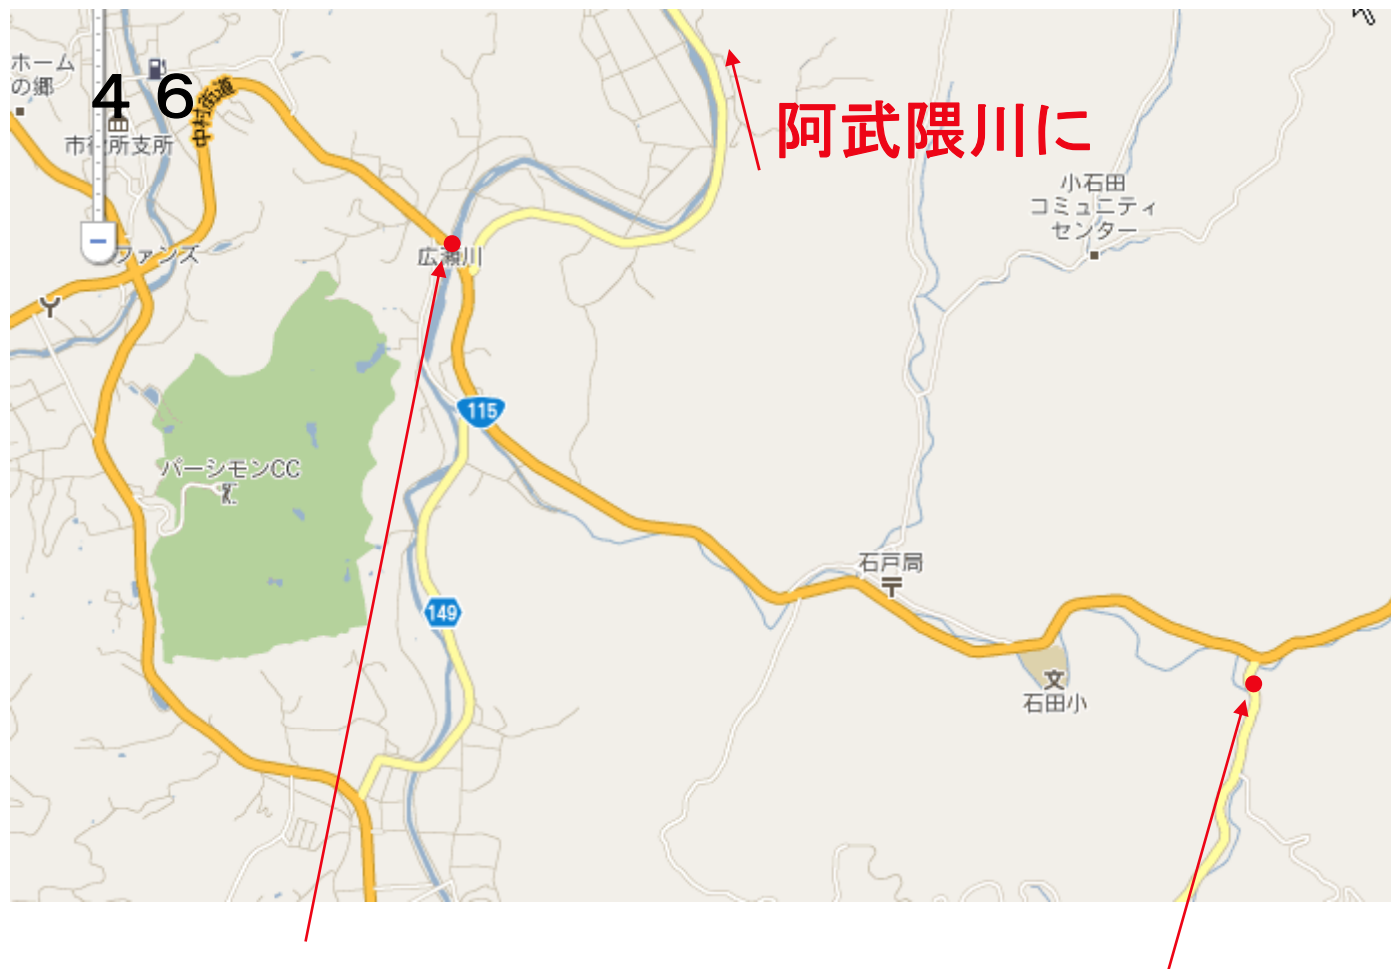 ホーム
の郷
46
中村街道
市役所支所
ファンズ
阿武隈川に
小石田
コミュニティ
センター
広瀬川
115
パーシモンCC
石戸局
149
文
石田小